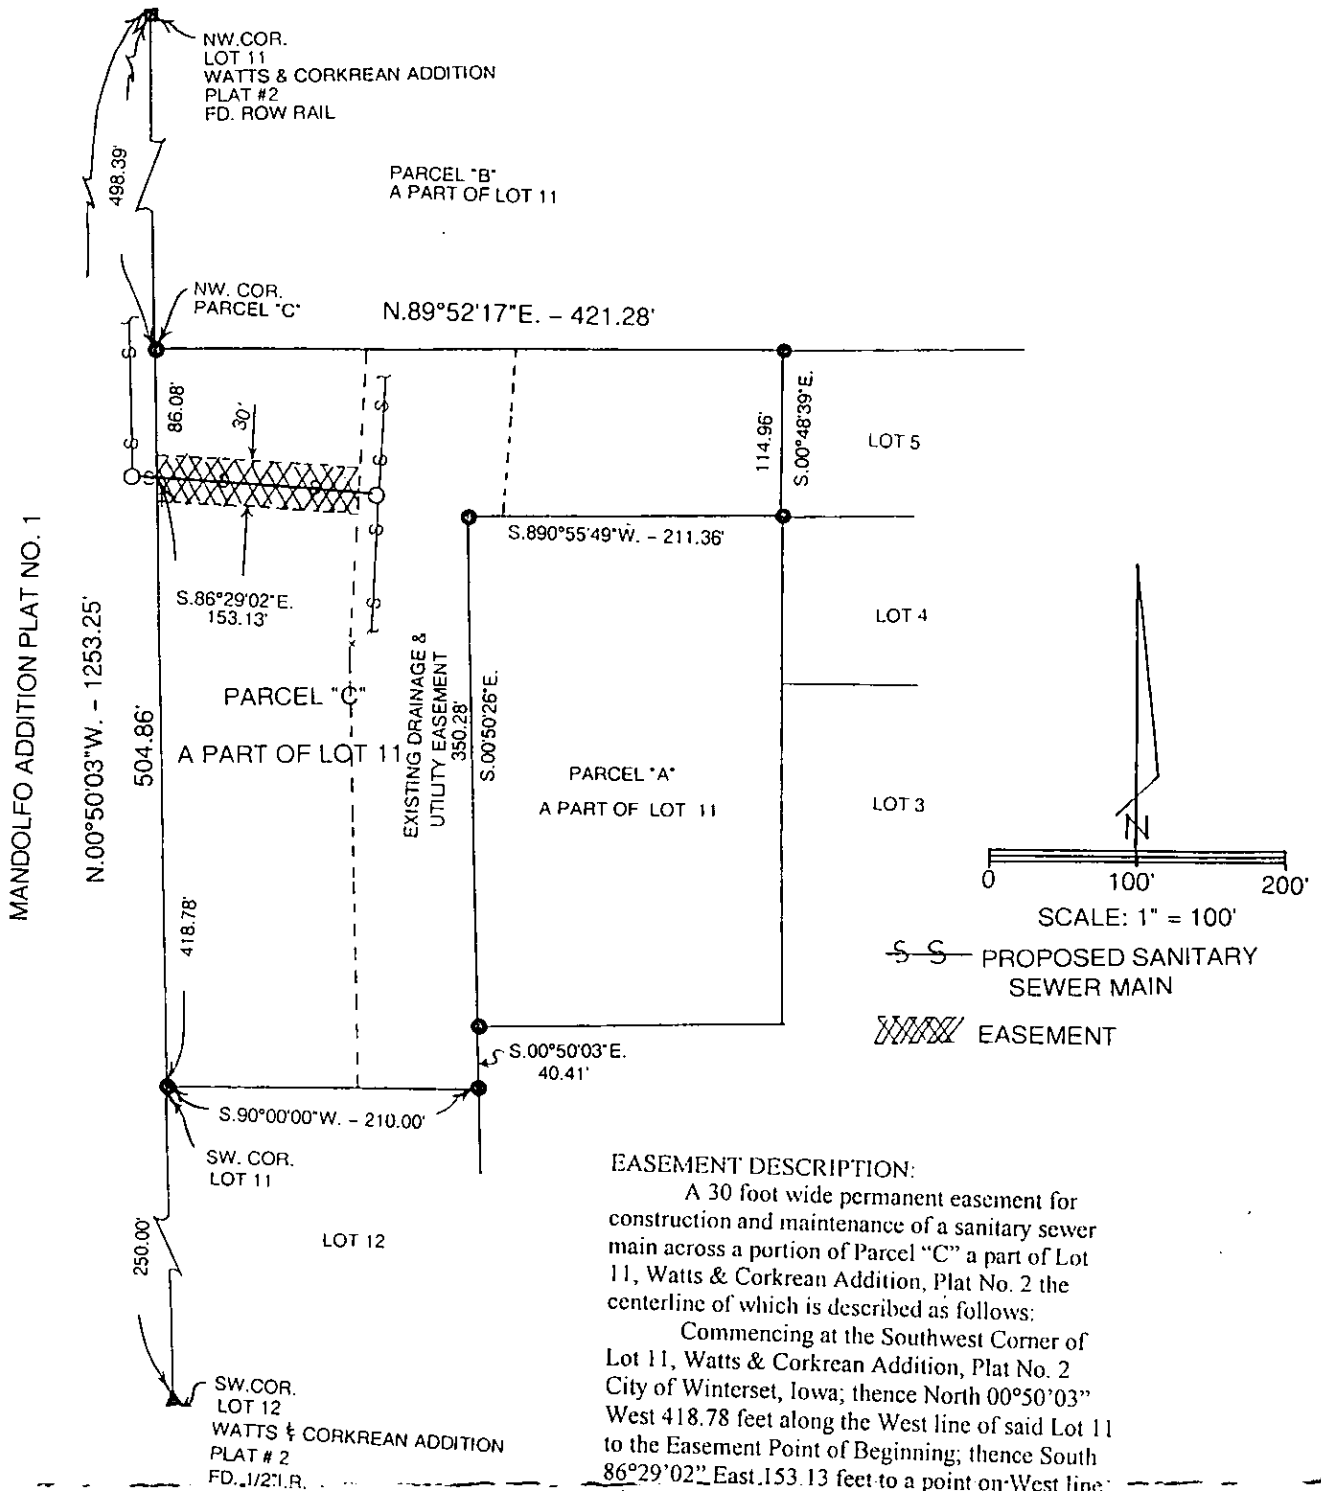 NW.COR.
LOT 11
WATTS & CORKREAN ADDITION
PLAT #2
FD. ROW RAIL
498.39'
PARCEL "B"
A PART OF LOT 11
NW. COR.
PARCEL "C"
N.89°52'17"E. – 421.28'
S
S
86.08'
30'
S
S
S
S
S
114.96'
S.00°48'39"E.
LOT 5
S.890°55'49"W. – 211.36'
S.86°29'02"E.
153.13'
LOT 4
MANDOLFO ADDITION PLAT NO. 1
N.00°50'03"W. – 1253.25'
504.86'
PARCEL "C"
A PART OF LOT 11
EXISTING DRAINAGE &
UTILITY EASEMENT
350.28'
S.00°50'26"E.
PARCEL "A"
A PART OF LOT 11
LOT 3
N
0 100' 200'
SCALE: 1" = 100'
S S PROPOSED SANITARY
SEWER MAIN
EASEMENT
418.78'
S.00°50'03"E.
40.41'
S.90°00'00"W. – 210.00'
SW. COR.
LOT 11
250.00'
LOT 12
SW.COR.
LOT 12
WATTS & CORKREAN ADDITION
PLAT # 2
FD. 1/2" I.R.
EASEMENT DESCRIPTION:
A 30 foot wide permanent easement for
construction and maintenance of a sanitary sewer
main across a portion of Parcel “C” a part of Lot
11, Watts & Corkrean Addition, Plat No. 2 the
centerline of which is described as follows:
Commencing at the Southwest Corner of
Lot 11, Watts & Corkrean Addition, Plat No. 2
City of Winterset, Iowa; thence North 00°50'03”
West 418.78 feet along the West line of said Lot 11
to the Easement Point of Beginning; thence South
86°29'02” East 153.13 feet to a point on West line